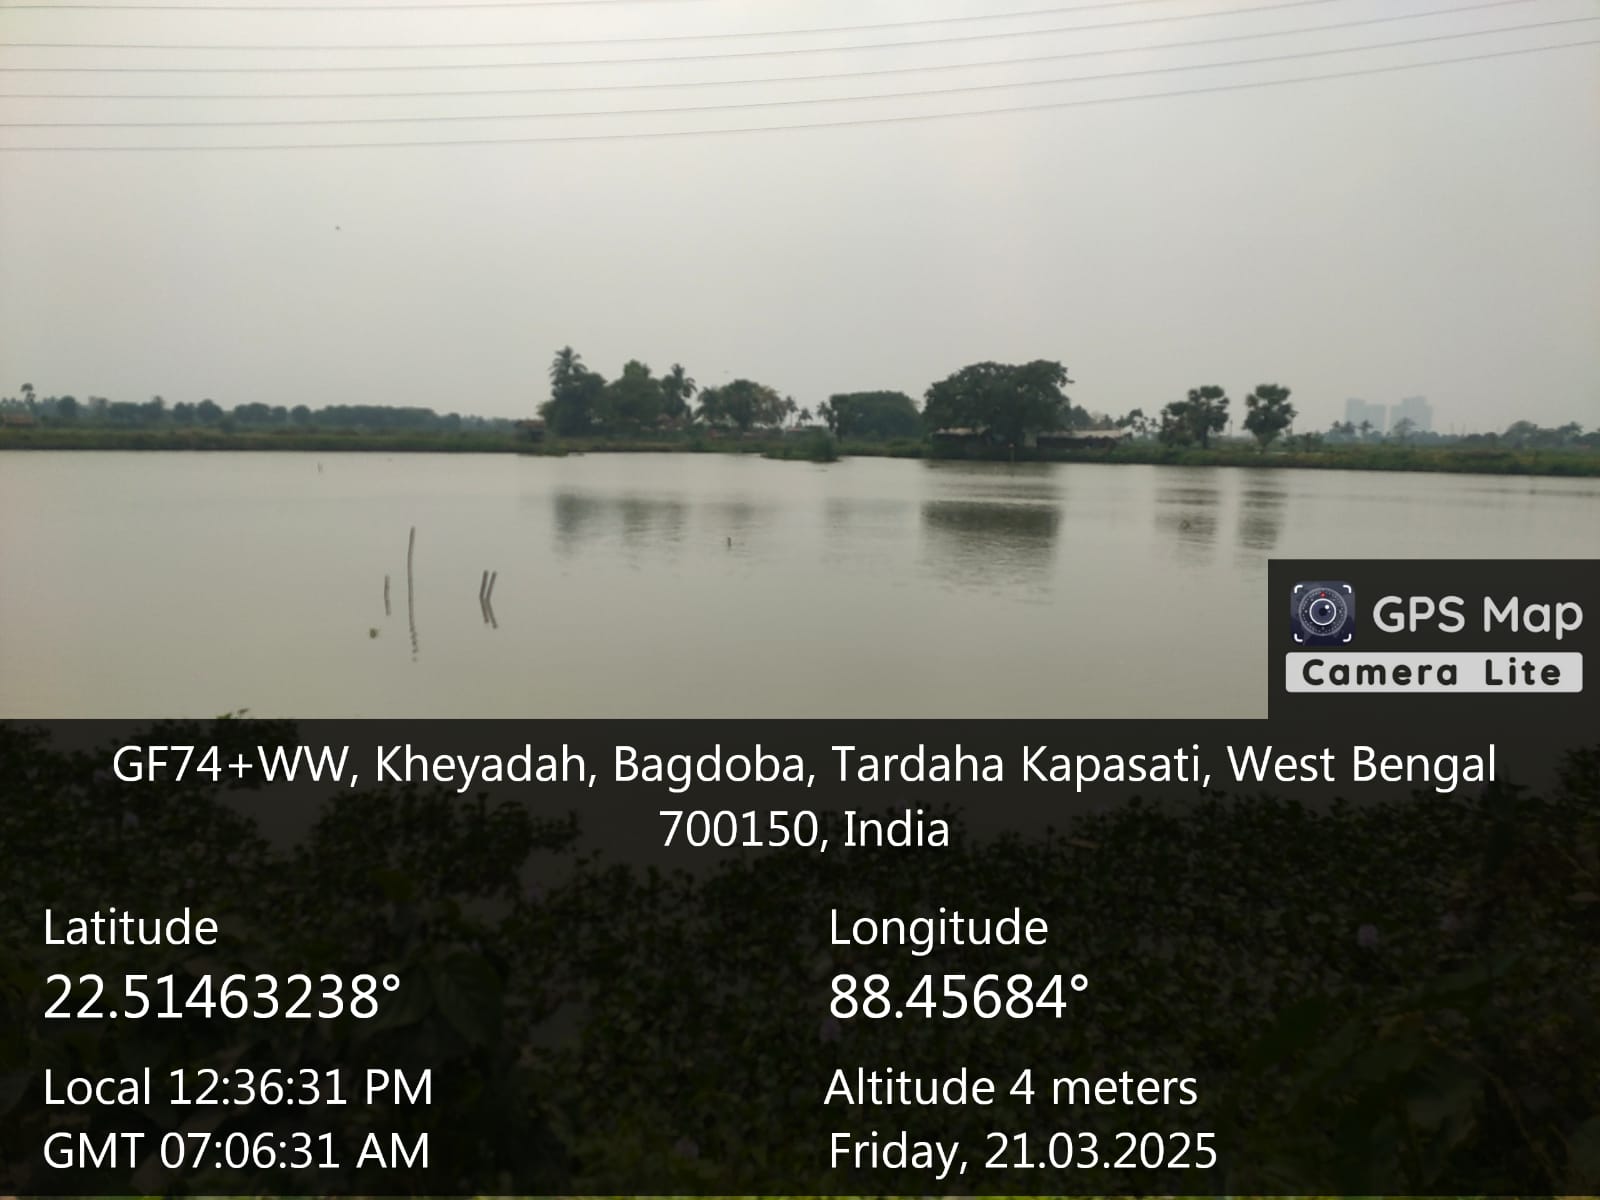 GPS Map
Camera Lite
GF74+WW, Kheyadah, Bagdoba, Tardaha Kapasati, West Bengal
700150, India
Latitude
22.51463238°
Longitude
88.45684°
Local 12:36:31 PM
GMT 07:06:31 AM
Altitude 4 meters
Friday, 21.03.2025